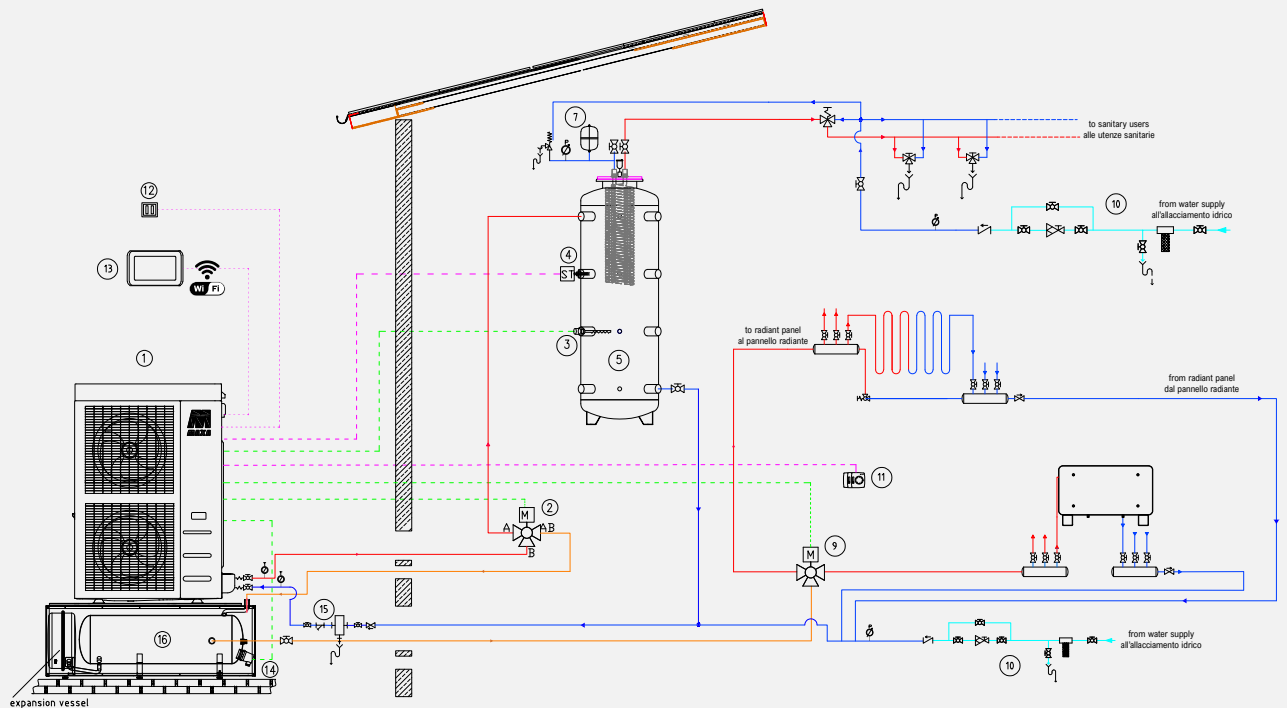 7
to sanitary users
alle utenze sanitarie
12
10
from water supply
all'allacciamento idrico
4
ST
13
Wi Fi
3
to radiant panel
al pannello radiante
1
5
from radiant panel
dal pannello radiante
11
M
2
A
AB
B
M
9
15
16
14
10
from water supply
all'allacciamento idrico
expansion vessel